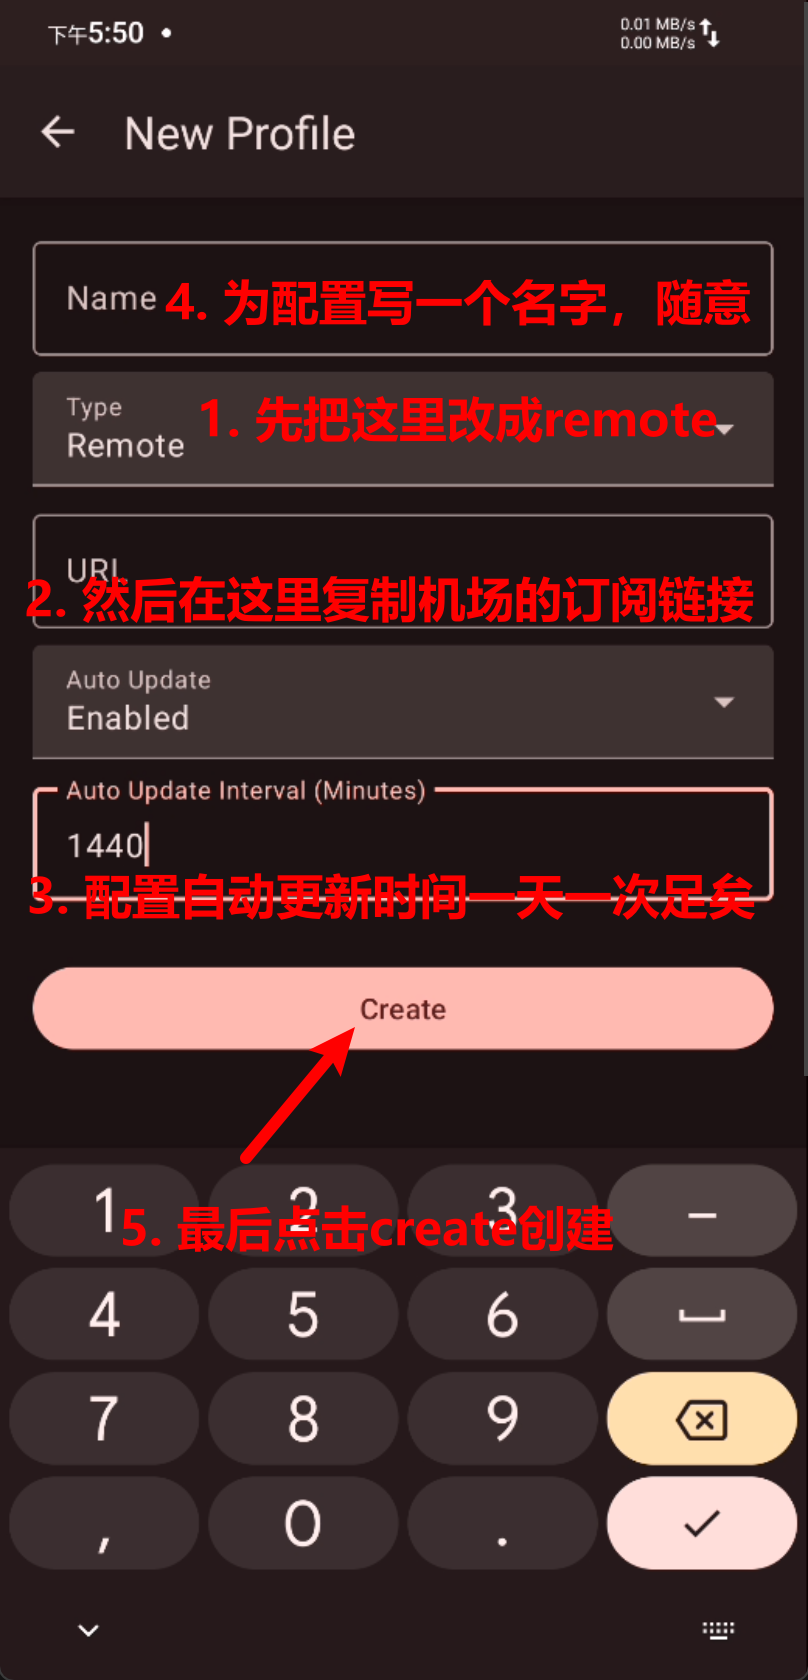 下午5:50
0.01 MB/s
0.00 MB/s
New Profile
Name
4. 为配置写一个名字，随意
Type
1. 先把这里改成remote
Remote
URL
2. 然后在这里复制机场的订阅链接
Auto Update
Enabled
Auto Update Interval (Minutes)
1440
3. 配置自动更新时间一天一次足矣
Create
1 2 3 –
5. 最后点击create创建
4 5 6
7 8 9
, 0 .